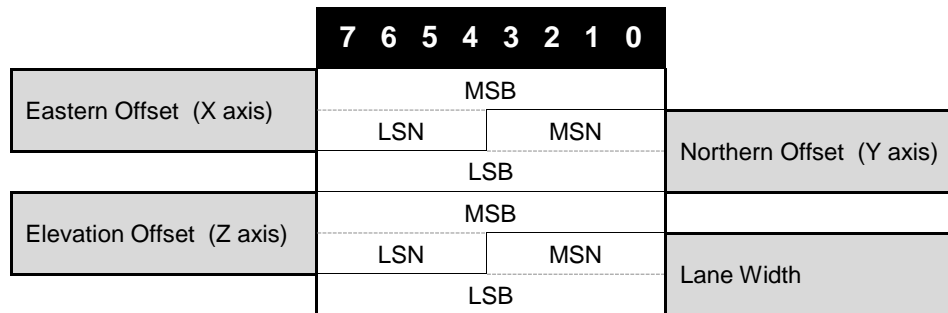 7 6 5 4 3 2 1 0
Eastern Offset (X axis)
MSB
LSN MSN
Northern Offset (Y axis)
LSB
Elevation Offset (Z axis)
MSB
LSN MSN
Lane Width
LSB